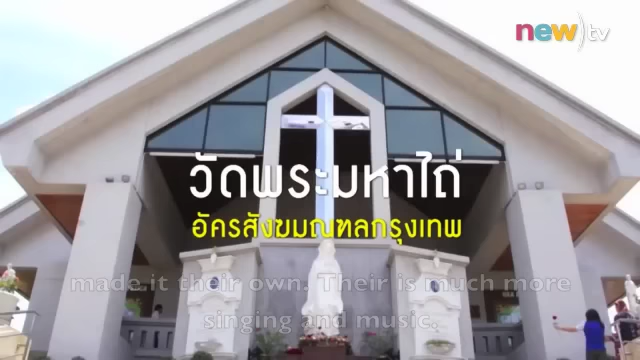 new)tv
วัดพระมหาไถ่
อัครสังฆมณฑลกรุงเทพ
made it their own. Their is much more
singing and music.